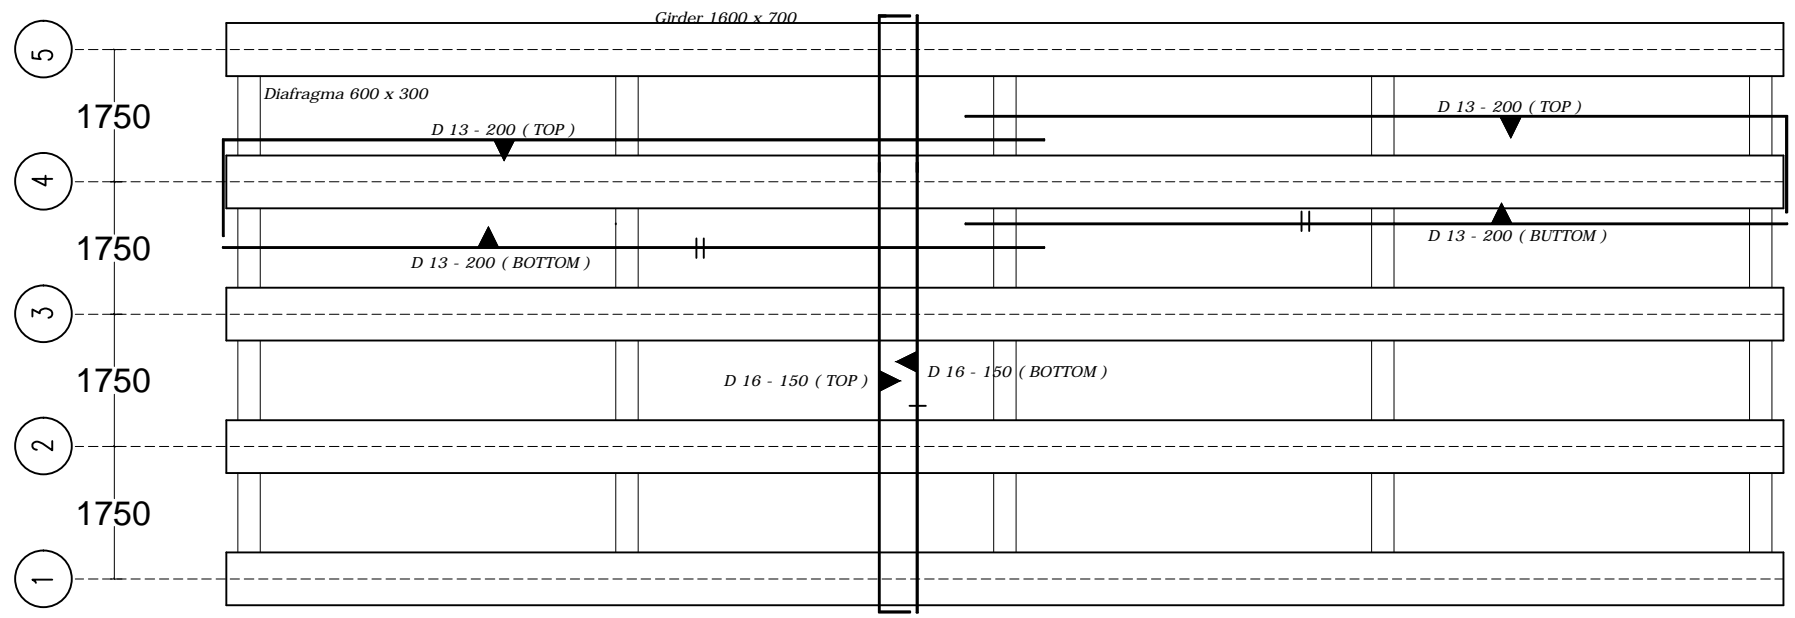 Girder 1600 x 700
5
Diafragma 600 x 300
1750
D 13 - 200 ( TOP )
D 13 - 200 ( TOP )
4
1750
D 13 - 200 ( BUTTOM )
D 13 - 200 ( BOTTOM )
3
1750
D 16 - 150 ( TOP )
D 16 - 150 ( BOTTOM )
2
1750
1